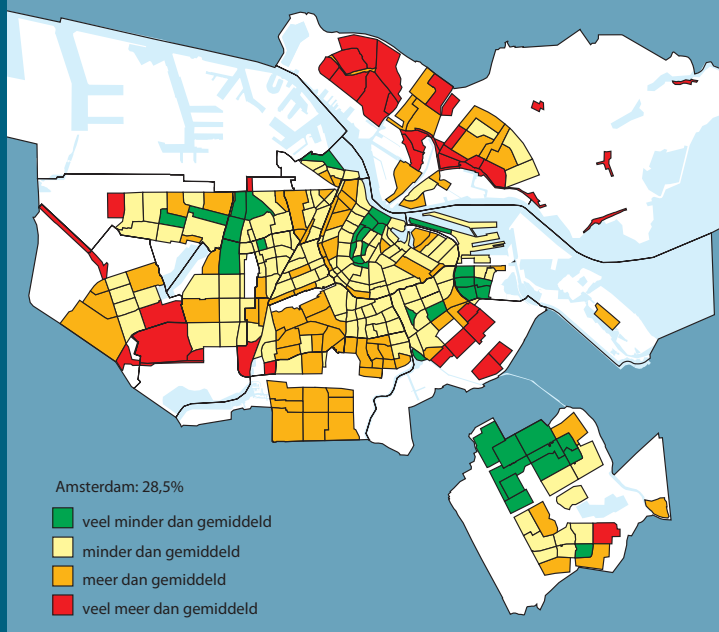 Amsterdam: 28,5%
veel minder dan gemiddeld
minder dan gemiddeld
meer dan gemiddeld
veel meer dan gemiddeld